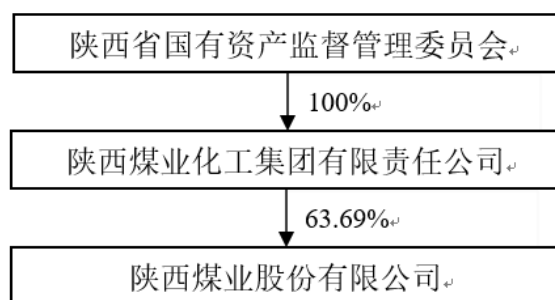 陕西省国有资产监督管理委员会
100%
陕西煤业化工集团有限责任公司
63.69%
陕西煤业股份有限公司